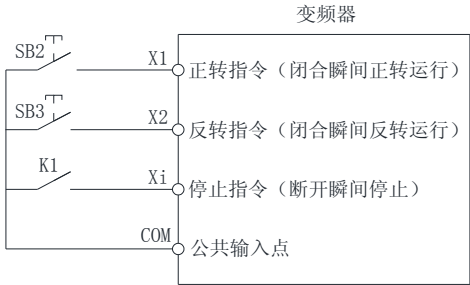 变频器
SB2
X1
正转指令（闭合瞬间正转运行）
SB3
X2
反转指令（闭合瞬间反转运行）
K1
Xi
停止指令（断开瞬间停止）
COM
公共输入点